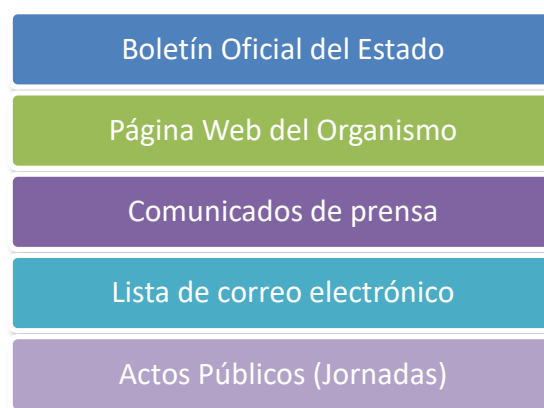 Boletín Oficial del Estado
Página Web del Organismo
Comunicados de prensa
Lista de correo electrónico
Actos Públicos (Jornadas)